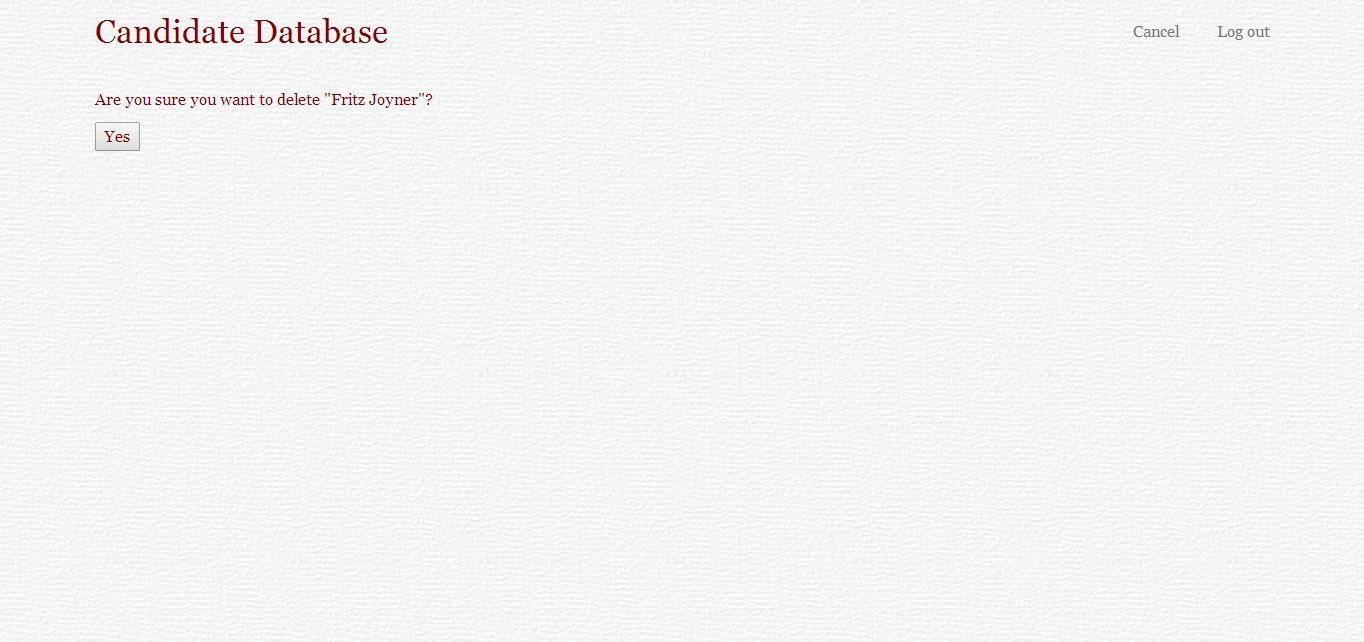 Candidate Database
Cancel
Log out
Are you sure you want to delete "Fritz Joyner"?
Yes